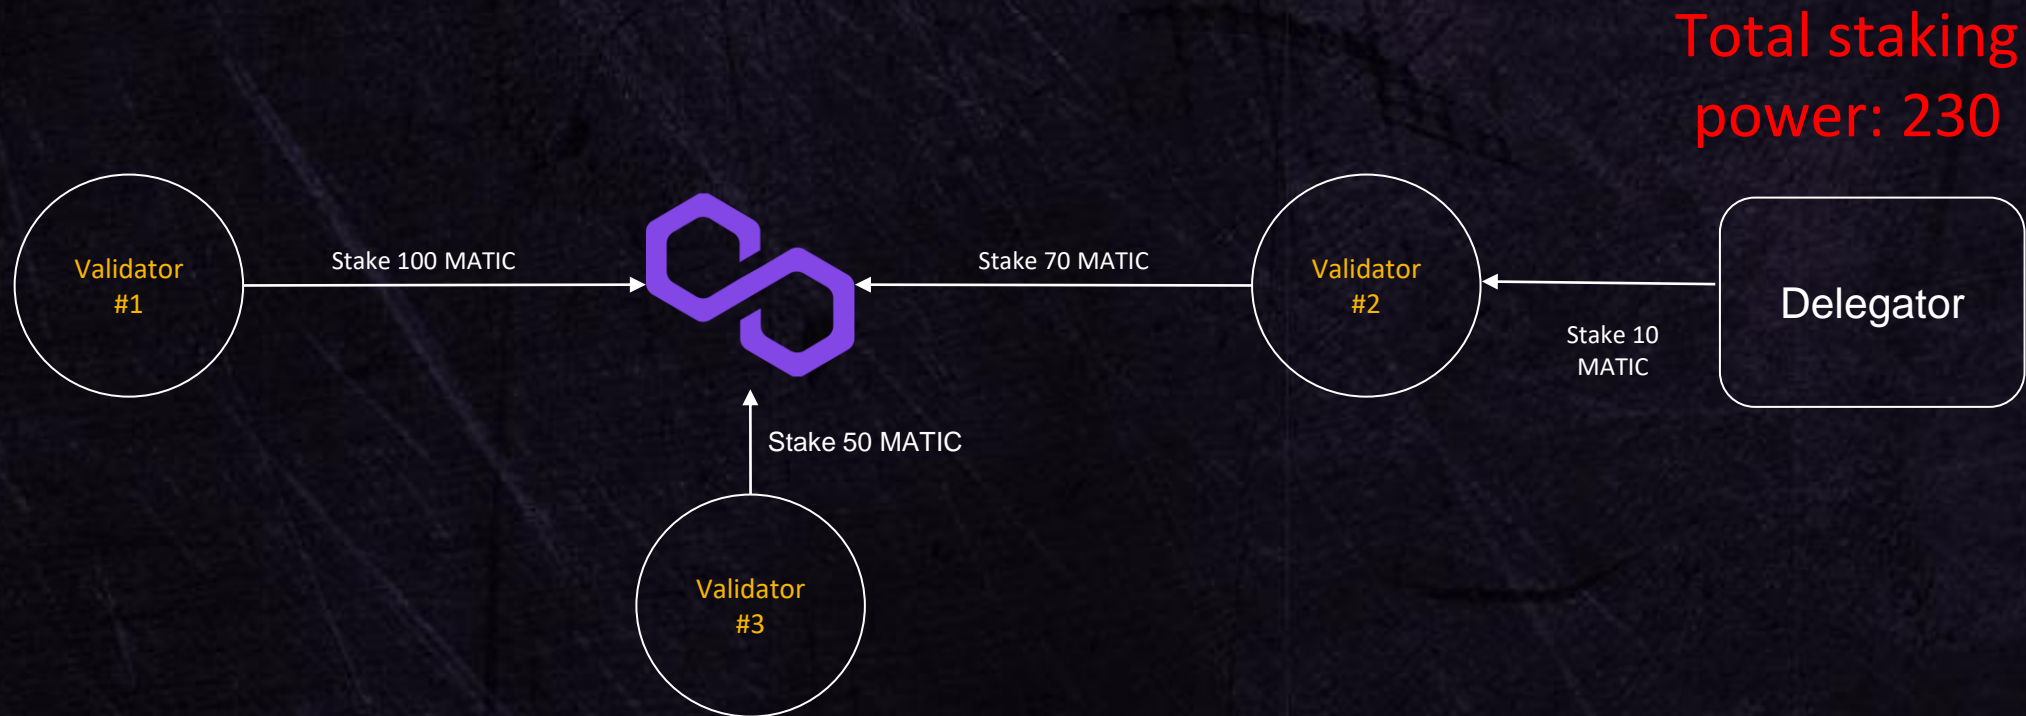 Total staking
power: 230
Validator
#1
Stake 100 MATIC
Stake 70 MATIC
Validator
#2
Stake 10
MATIC
Delegator
Stake 50 MATIC
Validator
#3